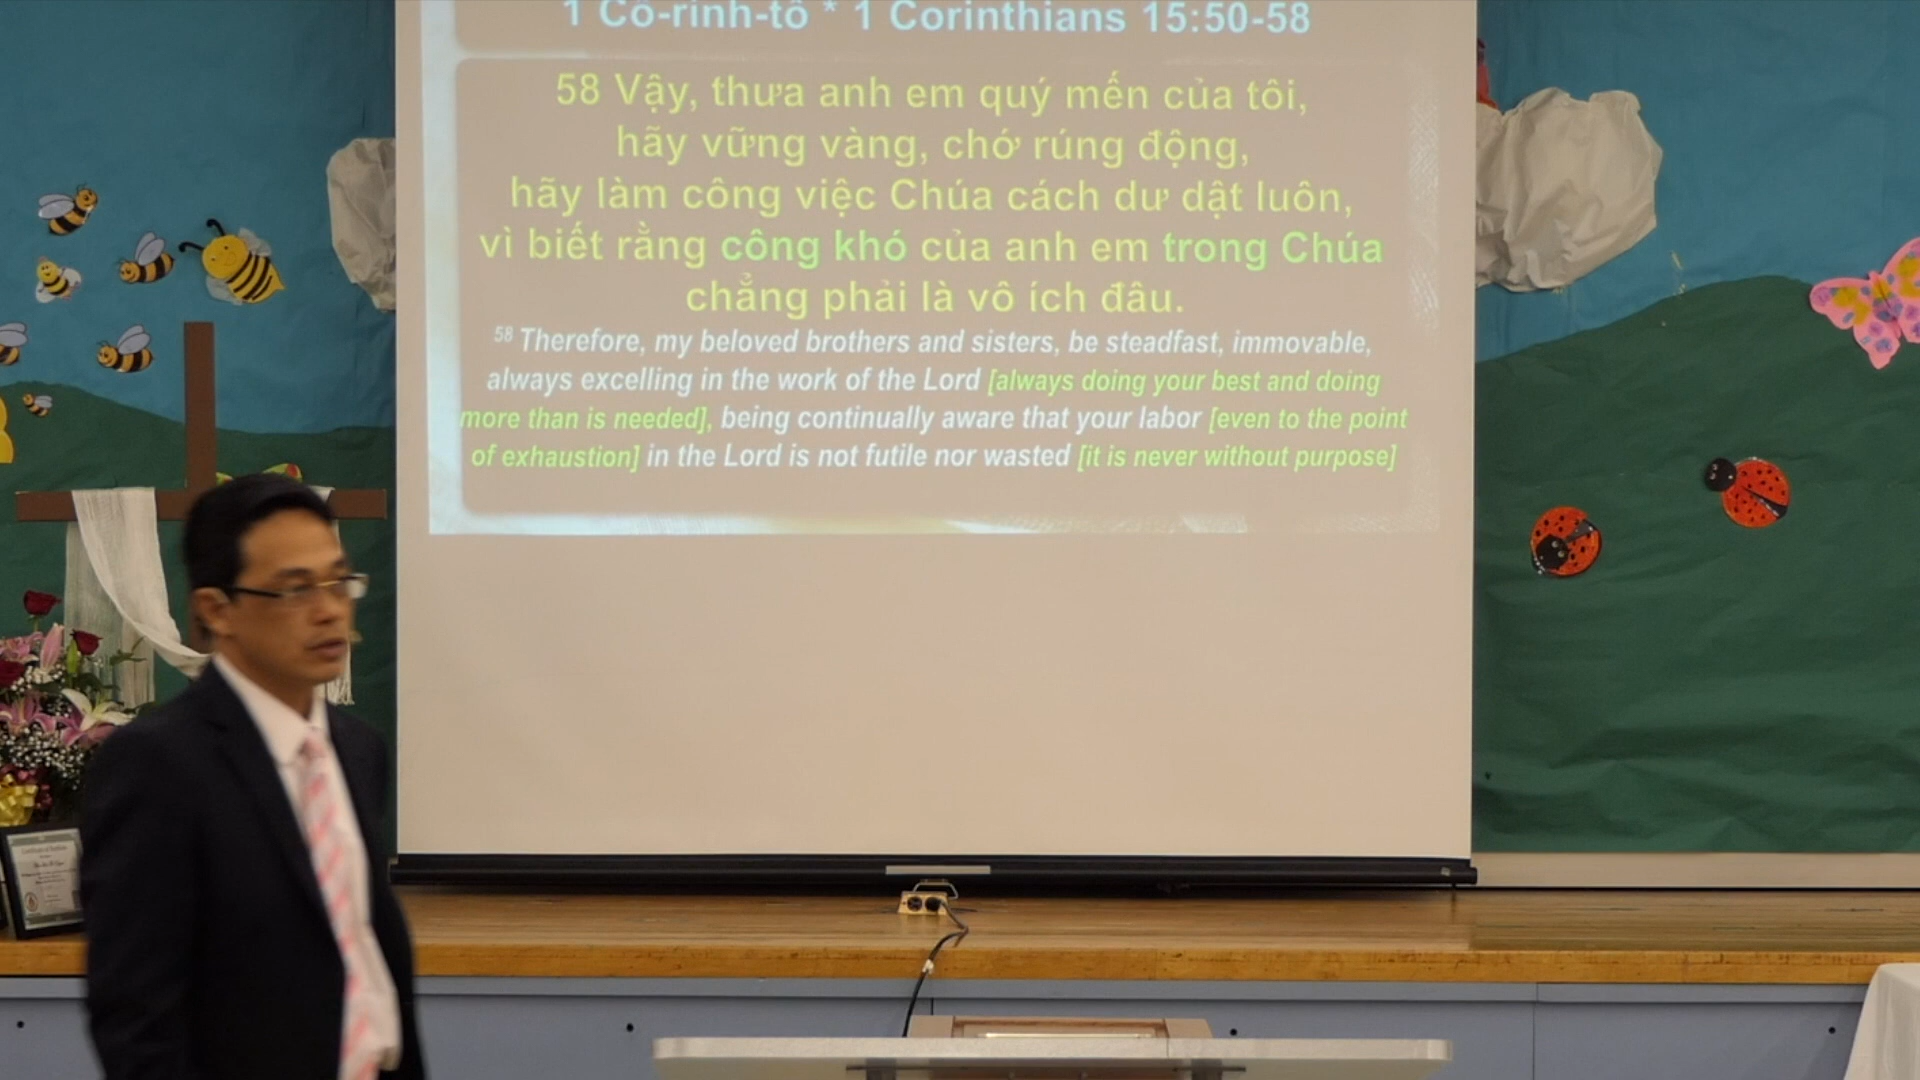 1 Cô-rinh-tô * 1 Corinthians 15:50-58
58 Vậy, thưa anh em quý mến của tôi,
hãy vững vàng, chớ rúng động,
hãy làm công việc Chúa cách dư dật luôn,
vì biết rằng công khó của anh em trong Chúa
chẳng phải là vô ích đâu.
58 Therefore, my beloved brothers and sisters, be steadfast, immovable,
always excelling in the work of the Lord [always doing your best and doing
more than is needed], being continually aware that your labor [even to the point
of exhaustion] in the Lord is not futile nor wasted [it is never without purpose]